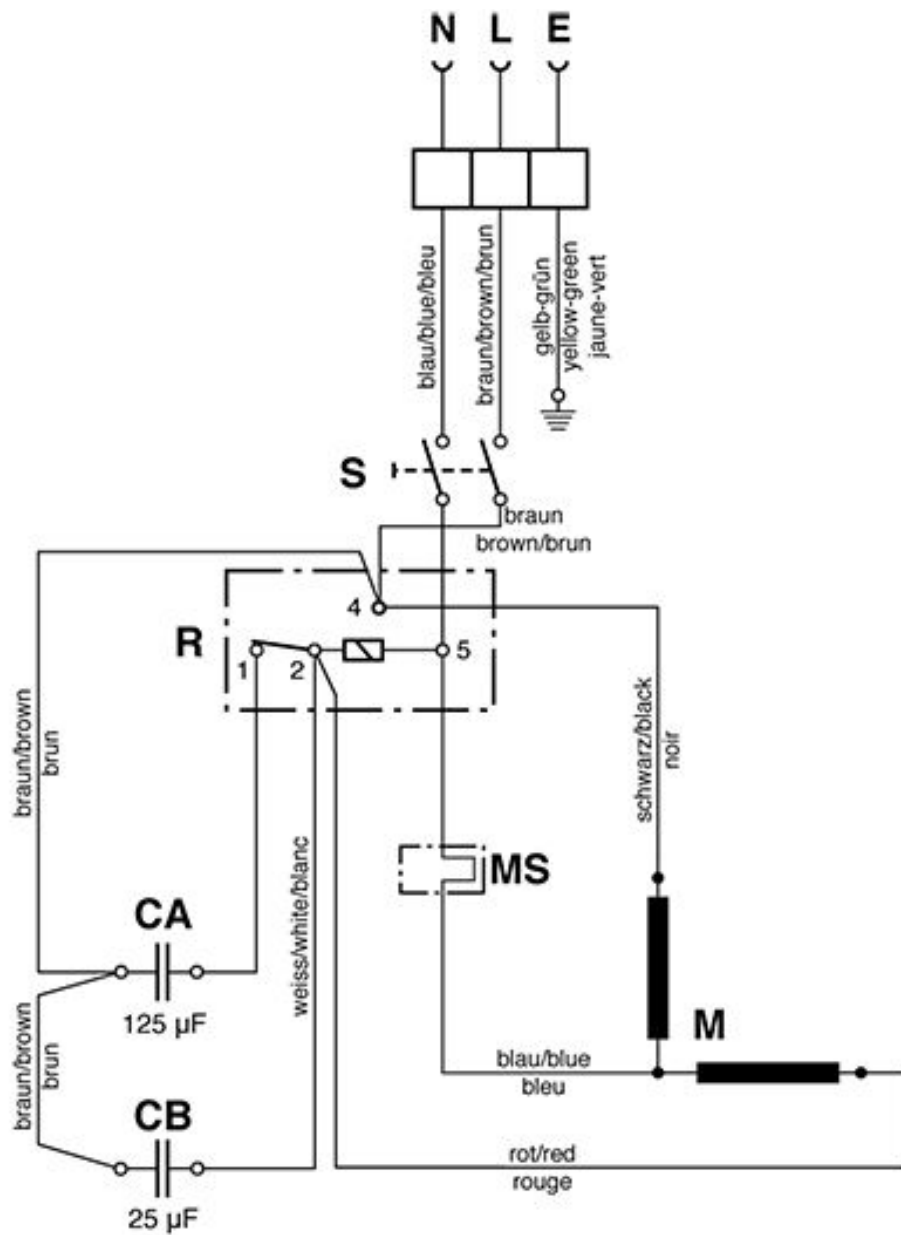 N L E
blau/blue/bleu
braun/brown/brun
gelb-grün
yellow-green
jaune-vert
S
braun
brown/brun
4
R
1
2
5
braun/brown
brun
schwarz/black
noir
MS
weiss/white/blanc
CA
125 µF
M
braun/brown
brun
blau/blue
bleu
CB
25 µF
rot/red
rouge